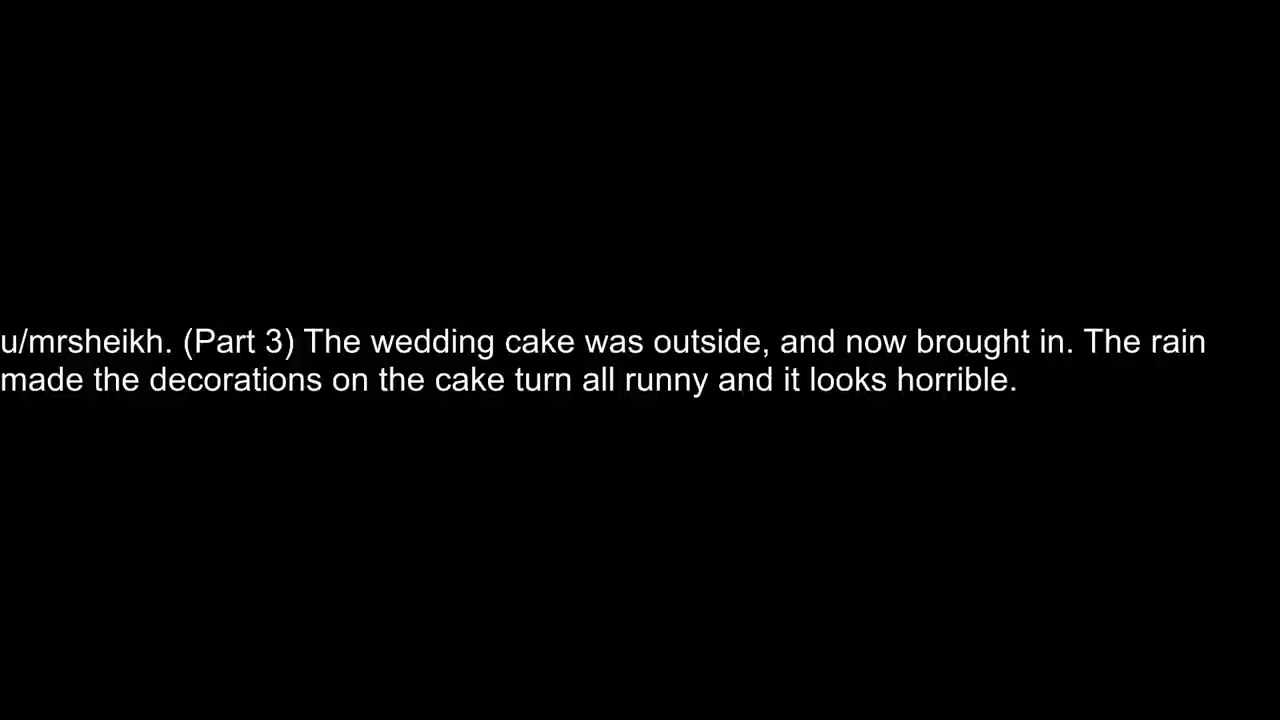 u/mrsheikh. (Part 3) The wedding cake was outside, and now brought in. The rain
made the decorations on the cake turn all runny and it looks horrible.